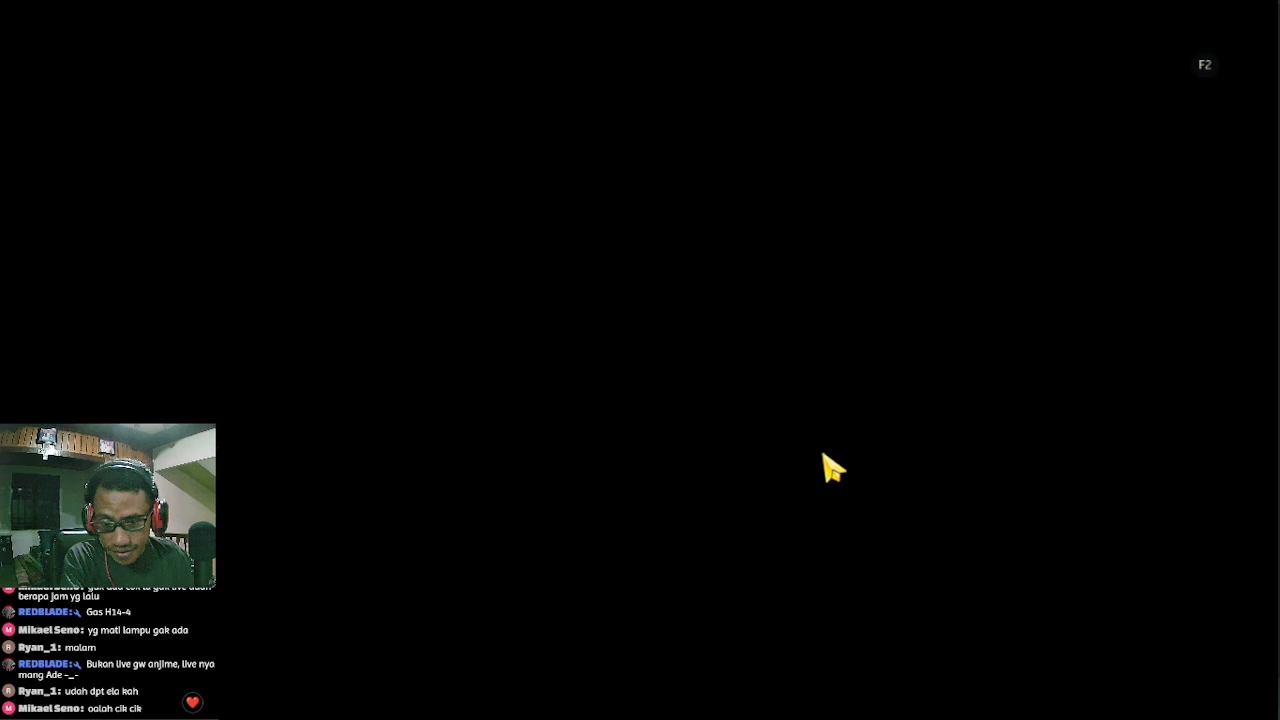 F2
berapa jam yg lalu
REDBLADE: Gas H14-4
Mikael Seno: yg mati lampu gak ada
Ryan_1: malam
REDBLADE: Bukan live gw anjime, live nya
mang Ade -_-
Ryan_1: udah dpt ela kah
Mikael Seno: oalah cik cik